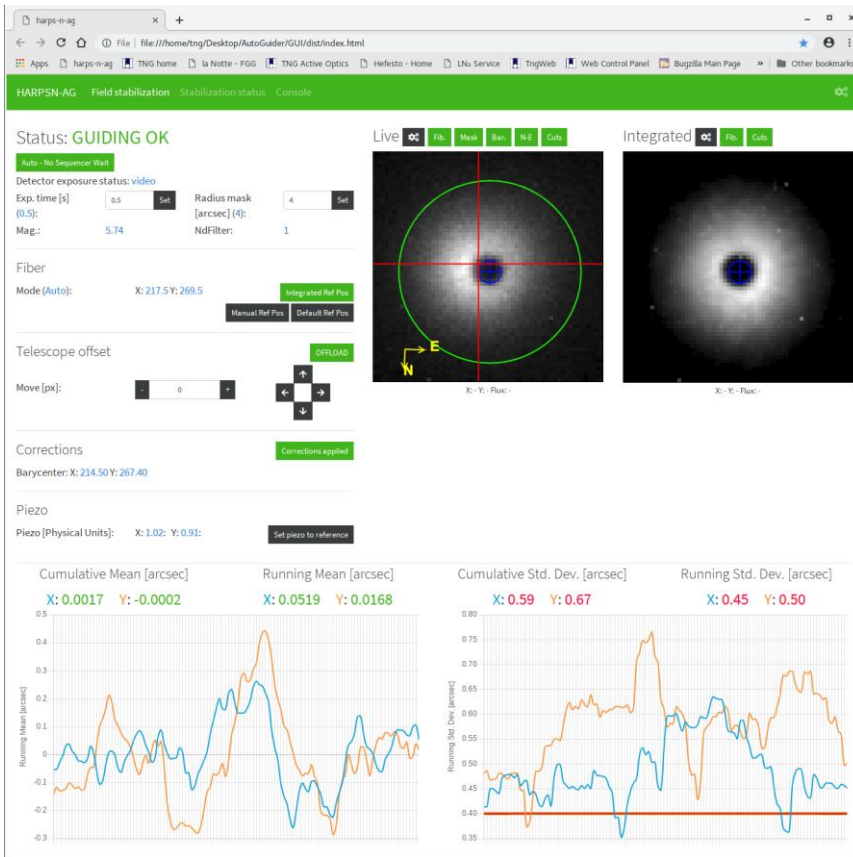 harps-n-ag
File | file:///home/tng/Desktop/AutoGuider/GUI/dist/index.html
Apps harps-n-ag TNG home la Notte - FGG TNG Active Optics Hefesto - Home LN₂ Service TngWeb Web Control Panel Bugzilla Main Page » Other bookmarks
HARPSN-AG Field stabilization Stabilization status Console
Status: GUIDING OK
Auto - No Sequencer Wait
Detector exposure status: video
Exp. time [s] (0.5): 0.5 Set Radius mask [arcsec] (4): 4 Set
Mag.: 5.74 NdFilter: 1
Live Fib. Mask Bar. N-E Cuts
E
N
X: - Y: - Flux: -
Integrated Fib. Cuts
X: - Y: - Flux: -
Fiber
Mode (Auto): X: 217.5 Y: 269.5 Integrated Ref Pos
Manual Ref Pos Default Ref Pos
Telescope offset OFFLOAD
Move [px]: - 0 +
Corrections Corrections applied
Barycenter: X: 214.50 Y: 267.40
Piezo
Piezo [Physical Units]: X: 1.02: Y: 0.91: Set piezo to reference
Cumulative Mean [arcsec] Running Mean [arcsec]
X: 0.0017 Y: -0.0002 X: 0.0519 Y: 0.0168
Running Mean [arcsec]
0.5
0.4
0.3
0.2
0.1
0
-0.1
-0.2
-0.3
Cumulative Std. Dev. [arcsec] Running Std. Dev. [arcsec]
X: 0.59 Y: 0.67 X: 0.45 Y: 0.50
Running Std. Dev. [arcsec]
0.80
0.75
0.70
0.65
0.60
0.55
0.50
0.45
0.40
0.35